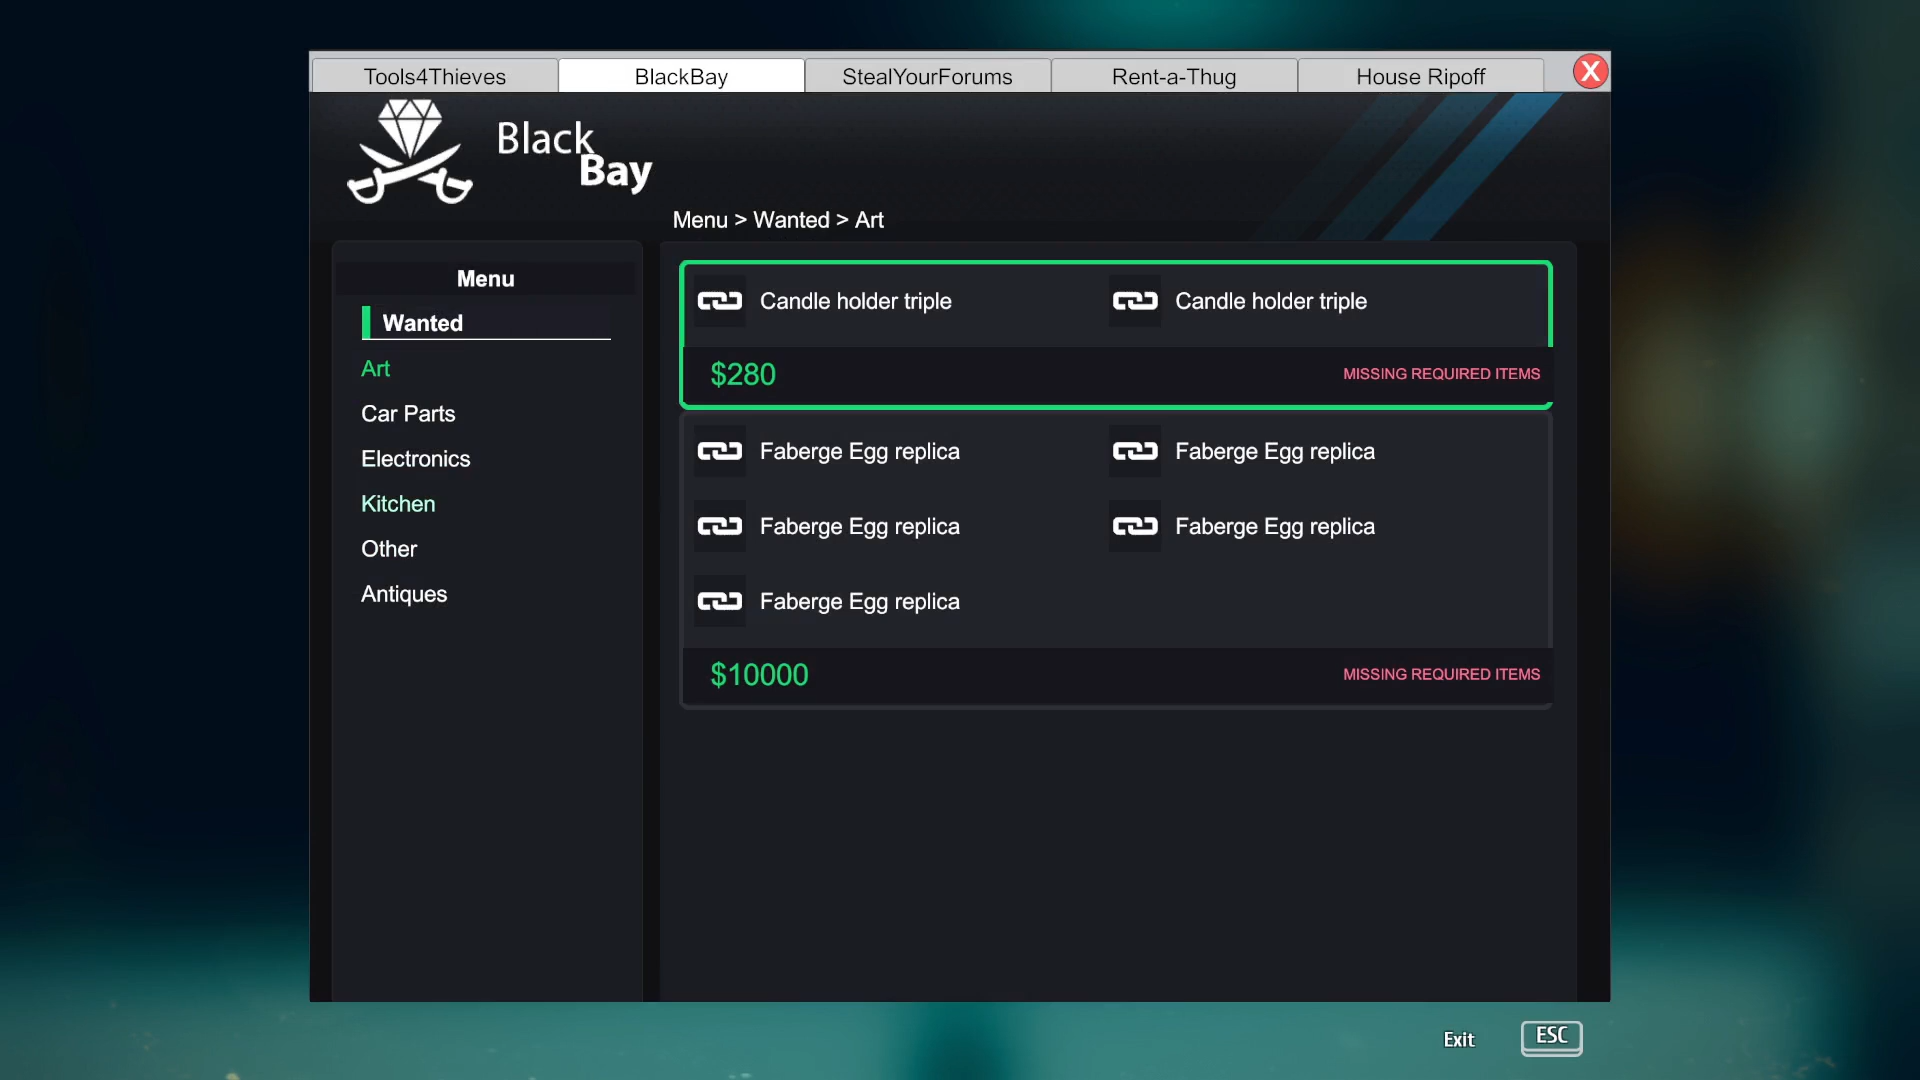 Tools4Thieves
BlackBay
StealYourForums
Rent-a-Thug
House Ripoff
X
Black
Bay
Menu > Wanted > Art
Menu
Wanted
Art
Car Parts
Electronics
Kitchen
Other
Antiques
Candle holder triple
Candle holder triple
$280
MISSING REQUIRED ITEMS
Faberge Egg replica
Faberge Egg replica
Faberge Egg replica
Faberge Egg replica
Faberge Egg replica
$10000
MISSING REQUIRED ITEMS
Exit
ESC